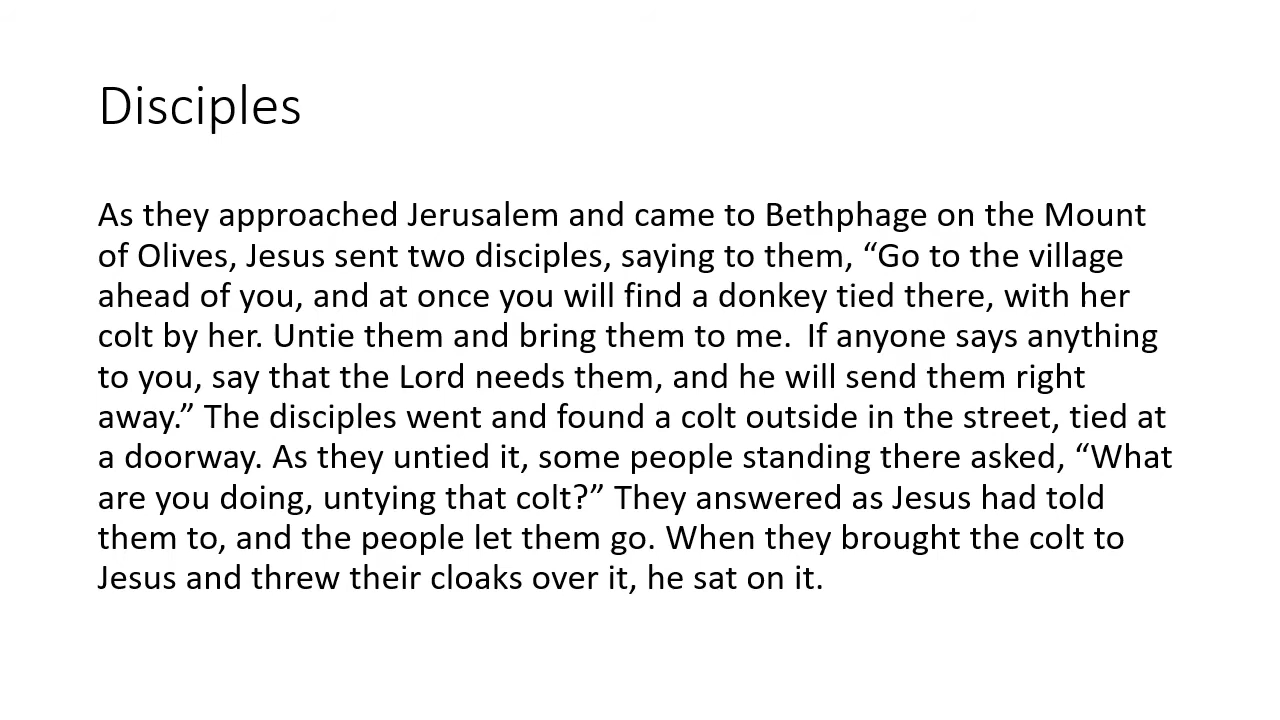 Disciples
As they approached Jerusalem and came to Bethphage on the Mount
of Olives, Jesus sent two disciples, saying to them, “Go to the village
ahead of you, and at once you will find a donkey tied there, with her
colt by her. Untie them and bring them to me.  If anyone says anything
to you, say that the Lord needs them, and he will send them right
away.” The disciples went and found a colt outside in the street, tied at
a doorway. As they untied it, some people standing there asked, “What
are you doing, untying that colt?” They answered as Jesus had told
them to, and the people let them go. When they brought the colt to
Jesus and threw their cloaks over it, he sat on it.